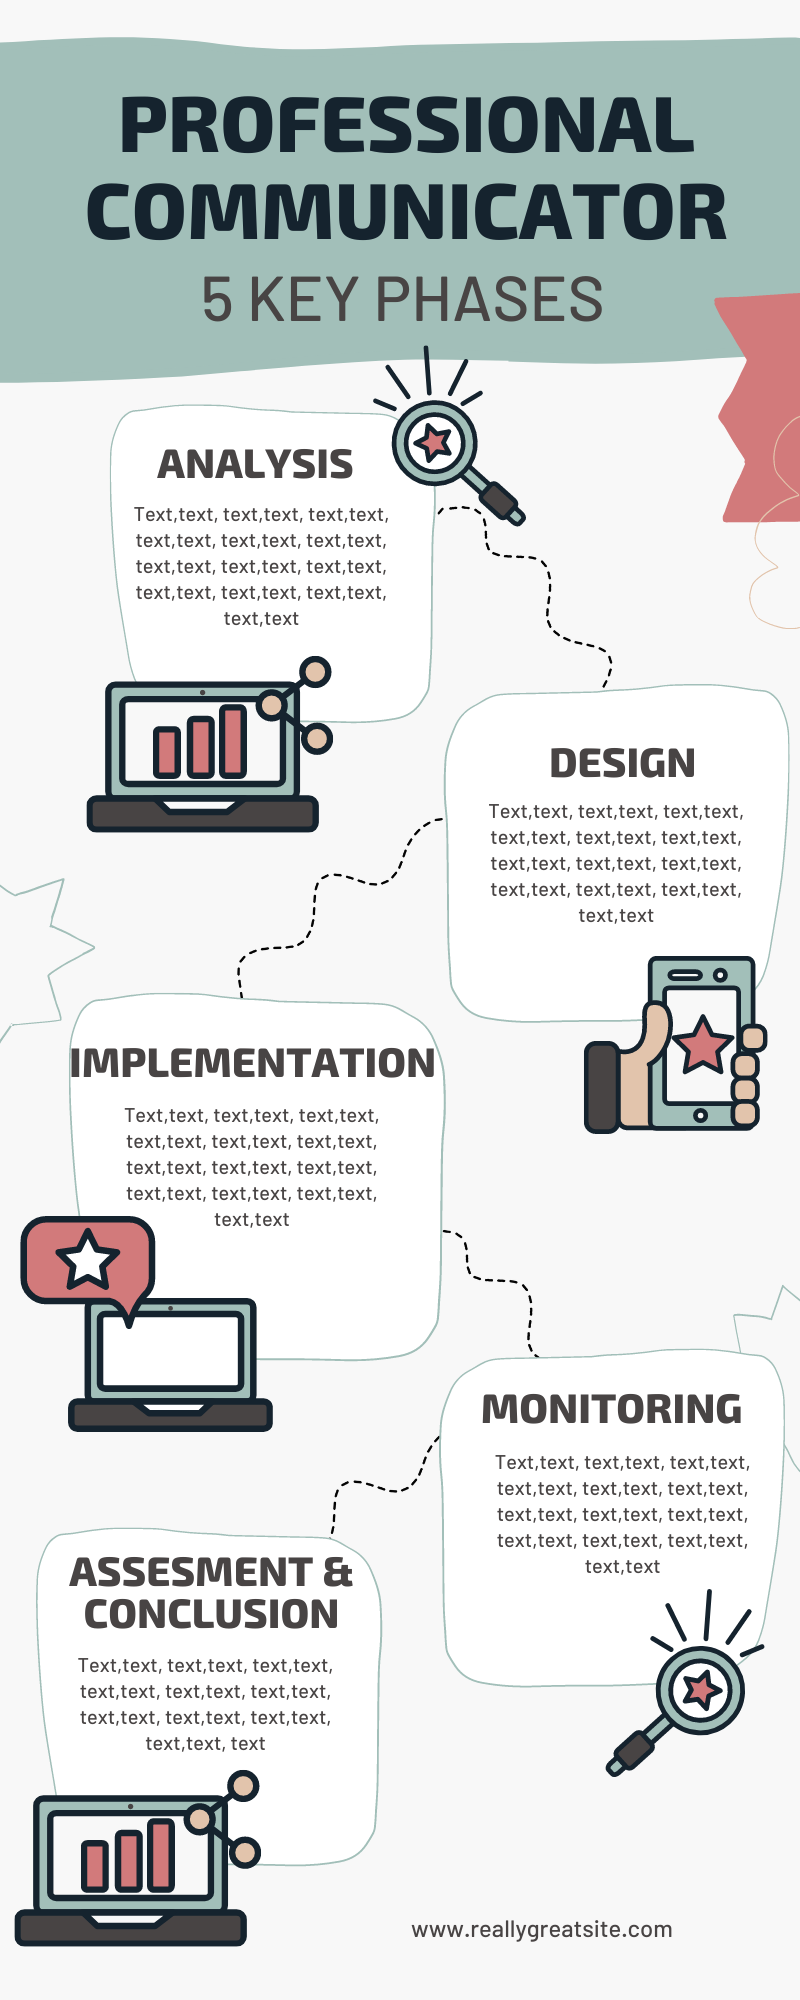 PROFESSIONAL
COMMUNICATOR
5 KEY PHASES
ANALYSIS
Text,text, text,text, text,text,
text,text, text,text, text,text,
text,text, text,text, text,text,
text,text, text,text, text,text,
text,text
DESIGN
Text,text, text,text, text,text,
text,text, text,text, text,text,
text,text, text,text, text,text,
text,text, text,text, text,text,
text,text
IMPLEMENTATION
Text,text, text,text, text,text,
text,text, text,text, text,text,
text,text, text,text, text,text,
text,text, text,text, text,text,
text,text
MONITORING
Text,text, text,text, text,text,
text,text, text,text, text,text,
text,text, text,text, text,text,
text,text, text,text, text,text,
text,text
ASSESMENT &
CONCLUSION
Text,text, text,text, text,text,
text,text, text,text, text,text,
text,text, text,text, text,text,
text,text, text
www.reallygreatsite.com